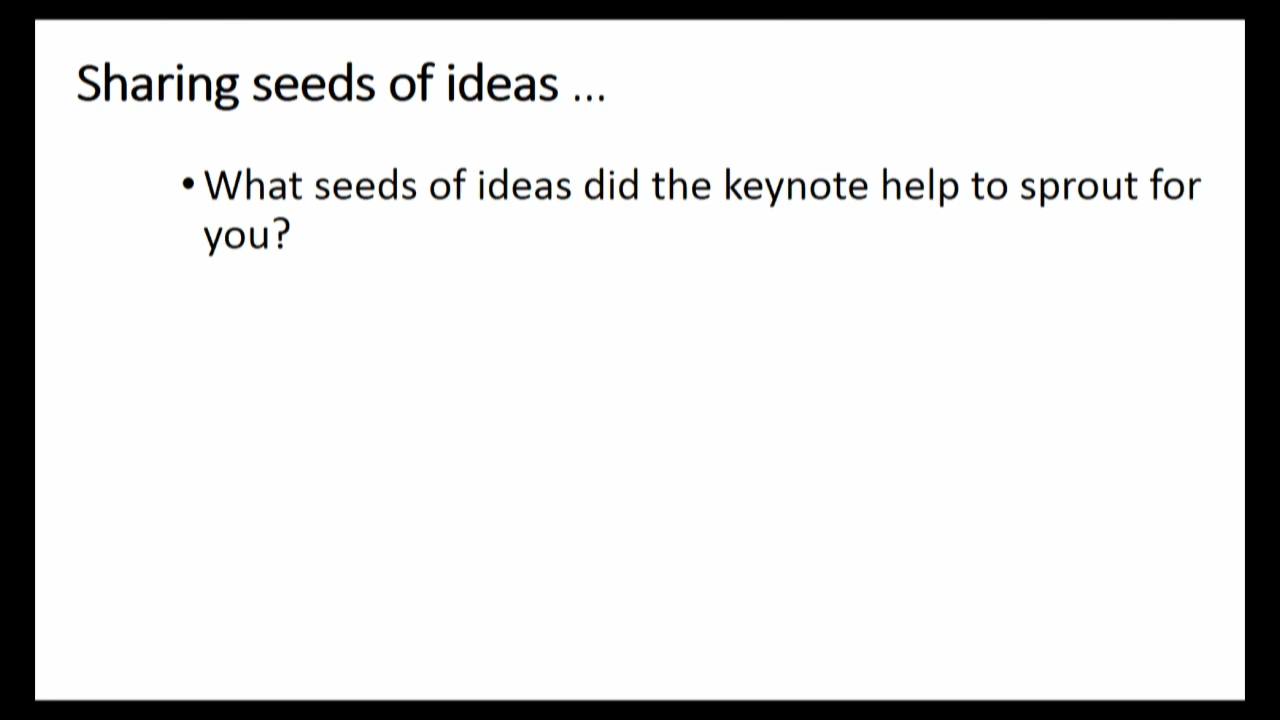 Sharing seeds of ideas ...
• What seeds of ideas did the keynote help to sprout for
you?